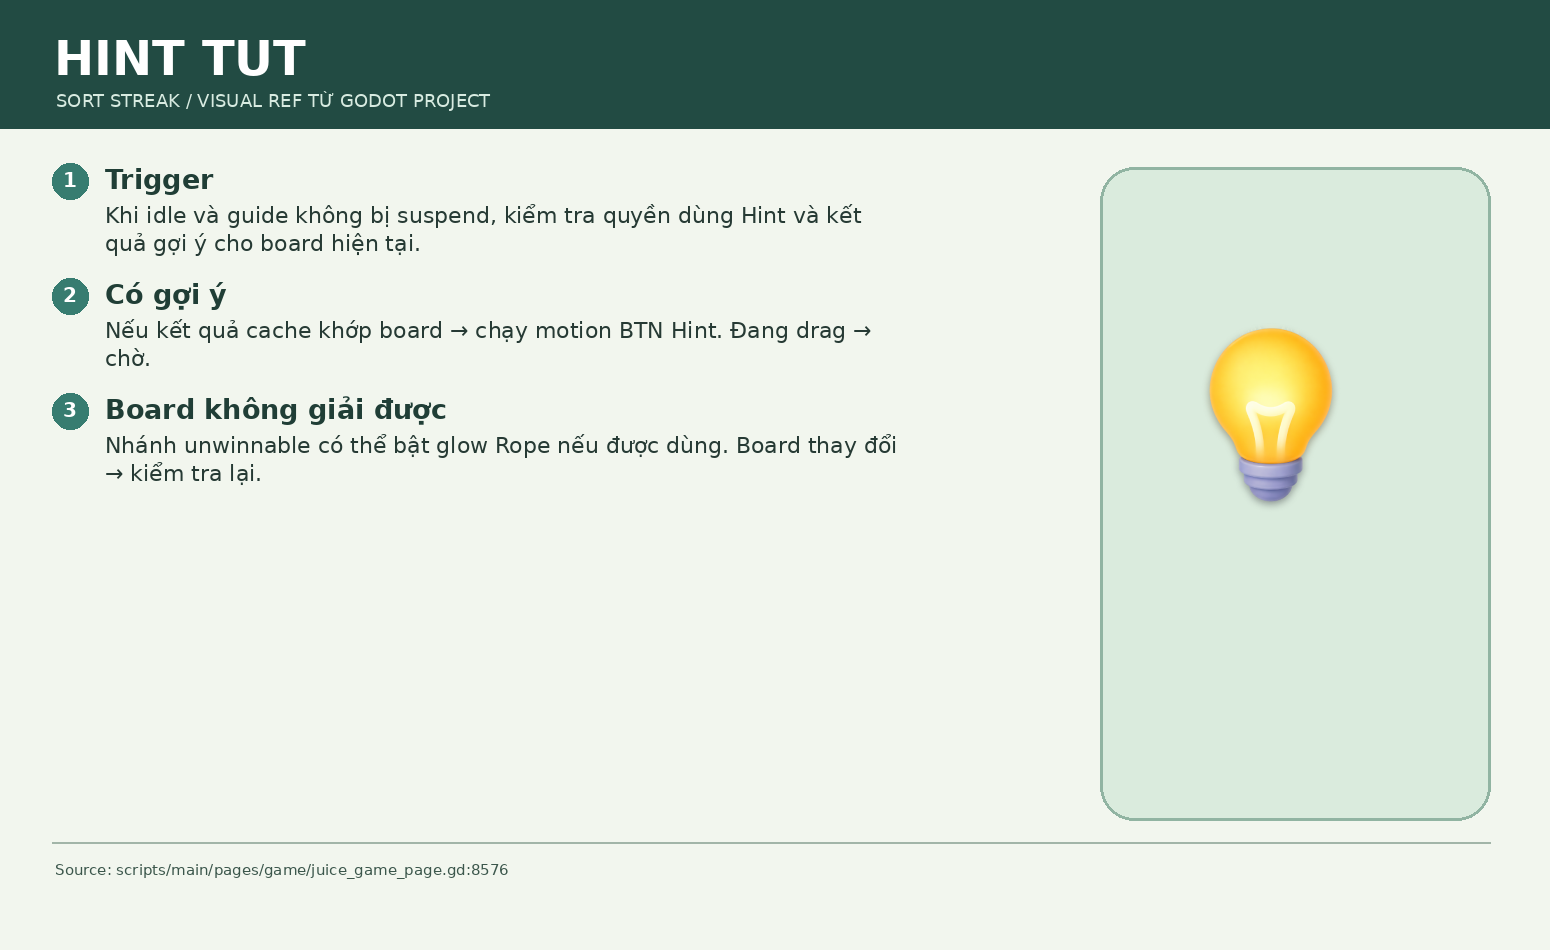 HINT TUT
SORT STREAK / VISUAL REF TỪ GODOT PROJECT
1 Trigger
Khi idle và guide không bị suspend, kiểm tra quyền dùng Hint và kết
quả gợi ý cho board hiện tại.
2 Có gợi ý
Nếu kết quả cache khớp board → chạy motion BTN Hint. Đang drag →
chờ.
3 Board không giải được
Nhánh unwinnable có thể bật glow Rope nếu được dùng. Board thay đổi
→ kiểm tra lại.
Source: scripts/main/pages/game/juice_game_page.gd:8576